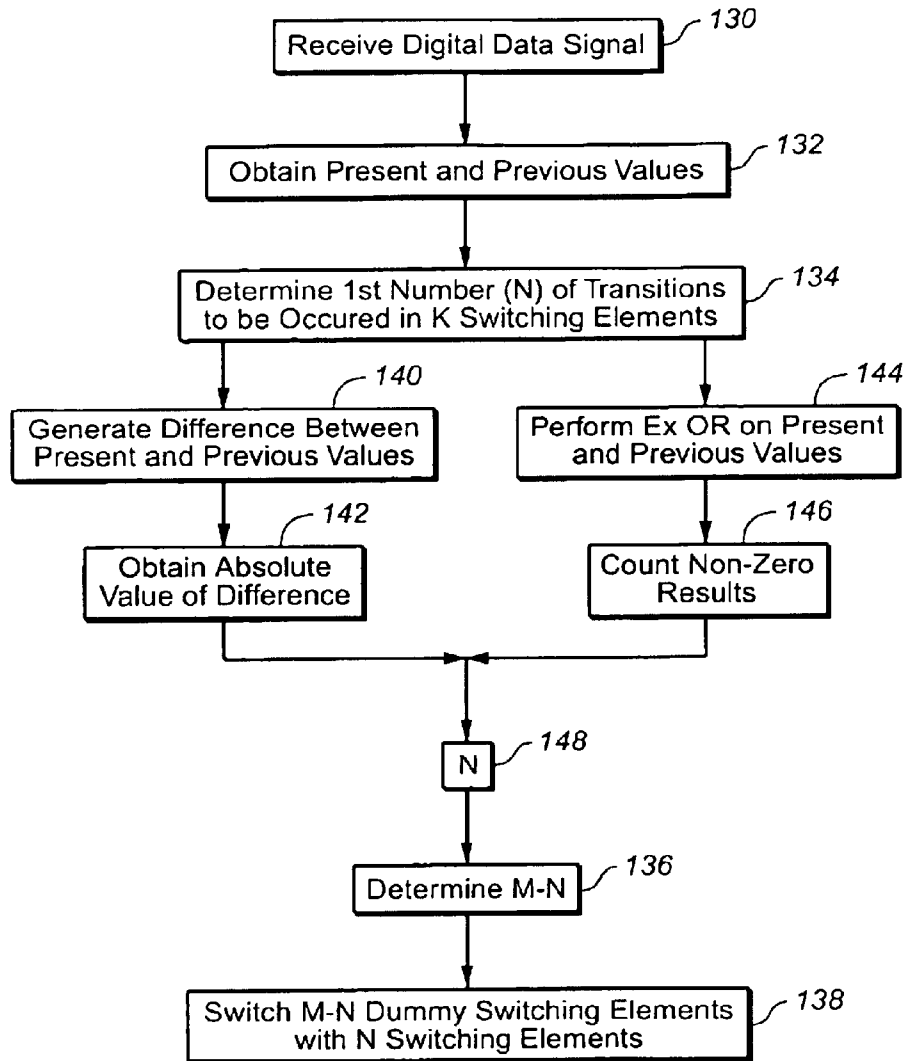 130
Receive Digital Data Signal
132
Obtain Present and Previous Values
Determine 1st Number (N) of Transitions
to be Occured in K Switching Elements
134
140
Generate Difference Between
Present and Previous Values
144
Perform Ex OR on Present
and Previous Values
142
Obtain Absolute
Value of Difference
146
Count Non-Zero
Results
N
148
Determine M-N
136
Switch M-N Dummy Switching Elements
with N Switching Elements
138